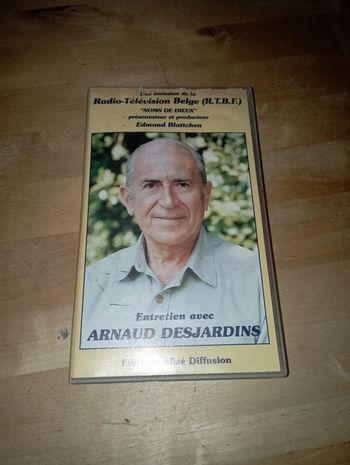 Une émission de la
Radio-Télévision Belge (R.T.B.F.)
"NOMS DE DIEUX"
présentateur et producteur
Edmond Blattchen
Entretien avec
ARNAUD DESJARDINS
Diffusion